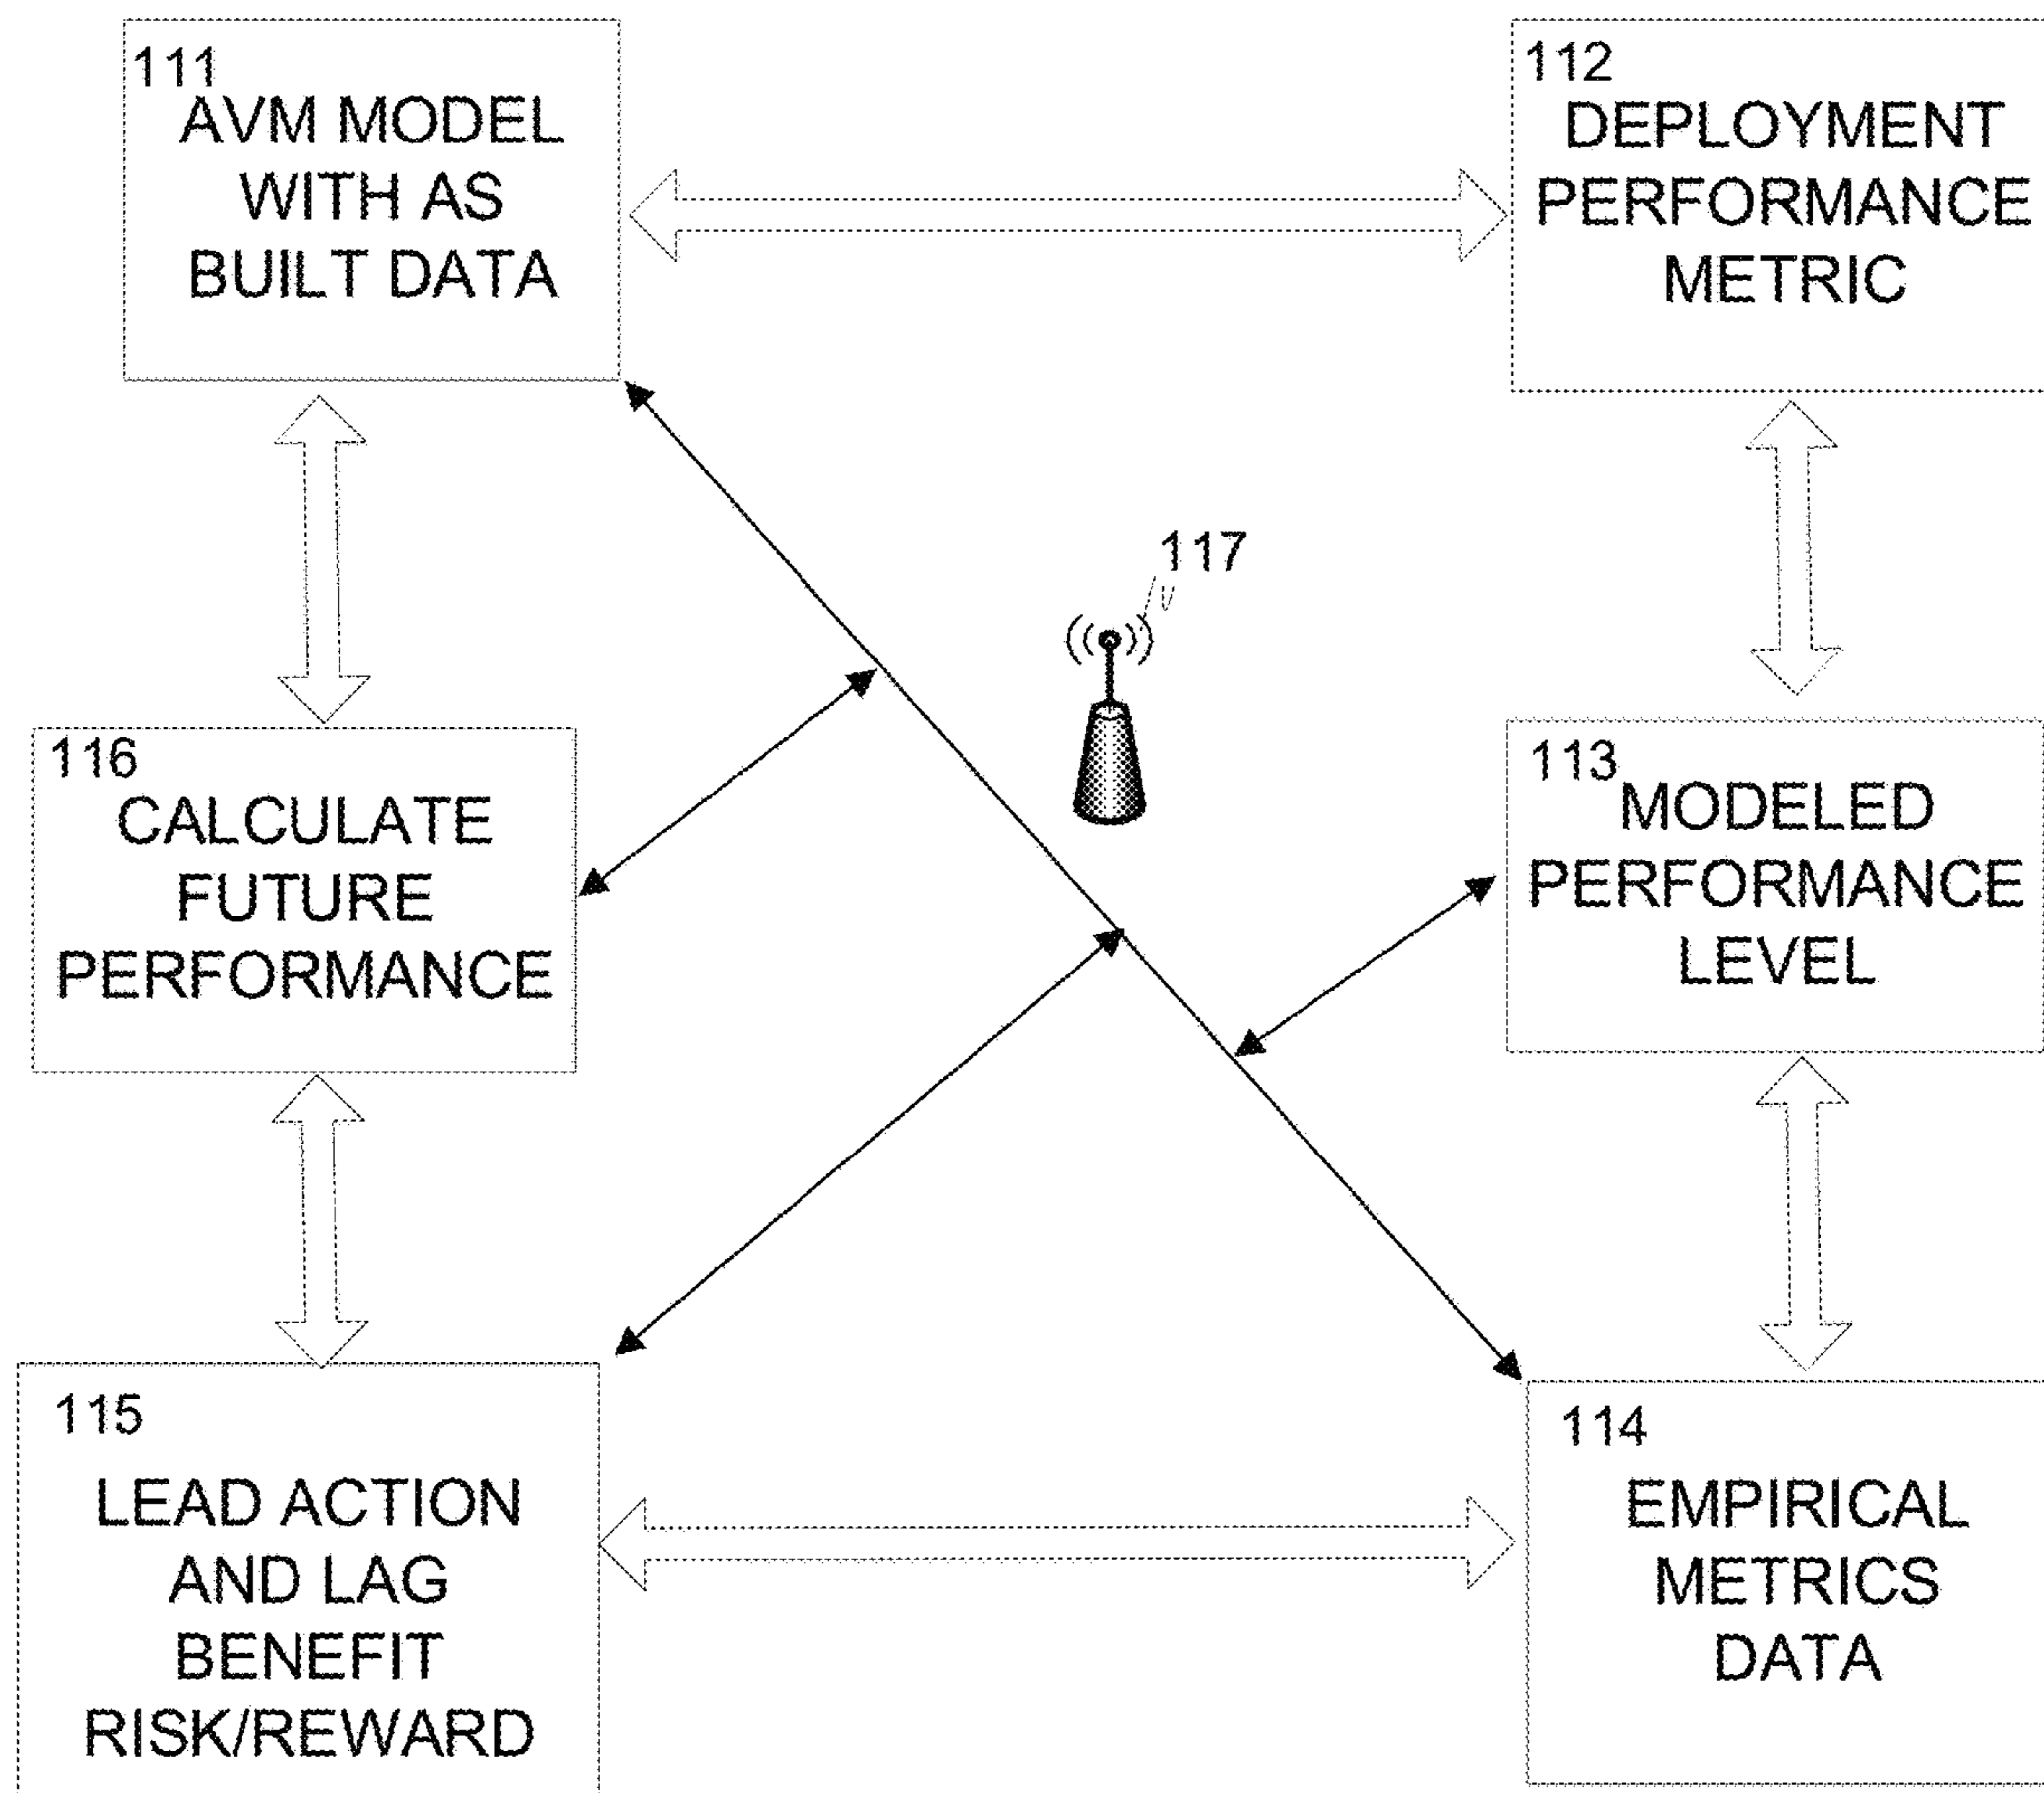 111
AVM MODEL
WITH AS
BUILT DATA
112
DEPLOYMENT
PERFORMANCE
METRIC
117
116
CALCULATE
FUTURE
PERFORMANCE
113
MODELED
PERFORMANCE
LEVEL
115
LEAD ACTION
AND LAG
BENEFIT
RISK/REWARD
114
EMPIRICAL
METRICS
DATA